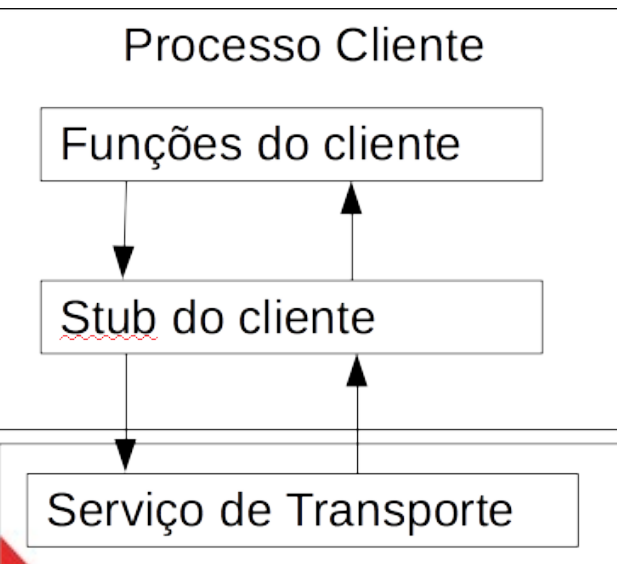 Processo Cliente
Funções do cliente
Stub do cliente
Serviço de Transporte